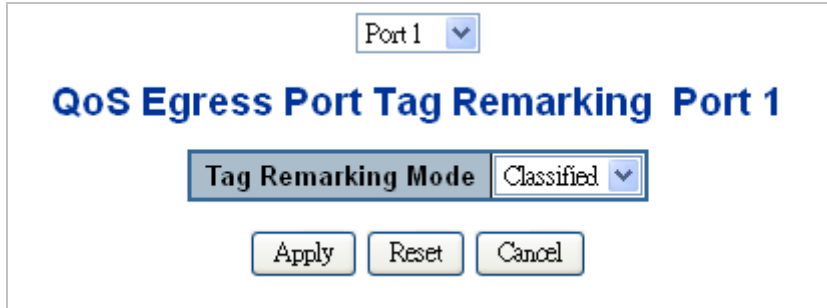 Port 1
QoS Egress Port Tag Remarking Port 1
Tag Remarking Mode Classified
Apply Reset Cancel